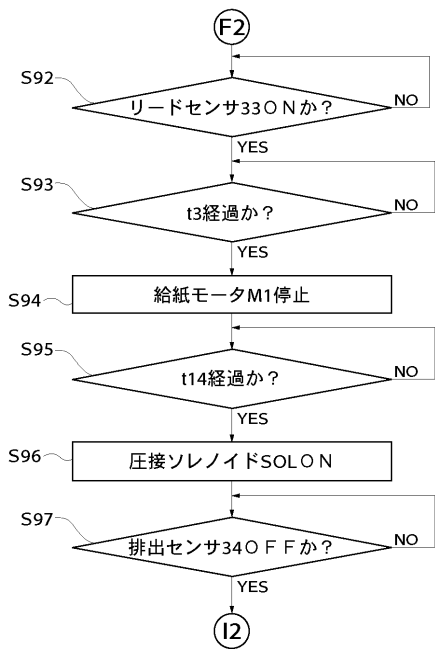 F2
S92
リードセンサ33ＯＮか？
NO
YES
S93
t3経過か？
NO
YES
S94
給紙モータM1停止
S95
t14経過か？
NO
YES
S96
圧接ソレノイドSOLＯＮ
S97
排出センサ34ＯＦＦか？
NO
YES
I2